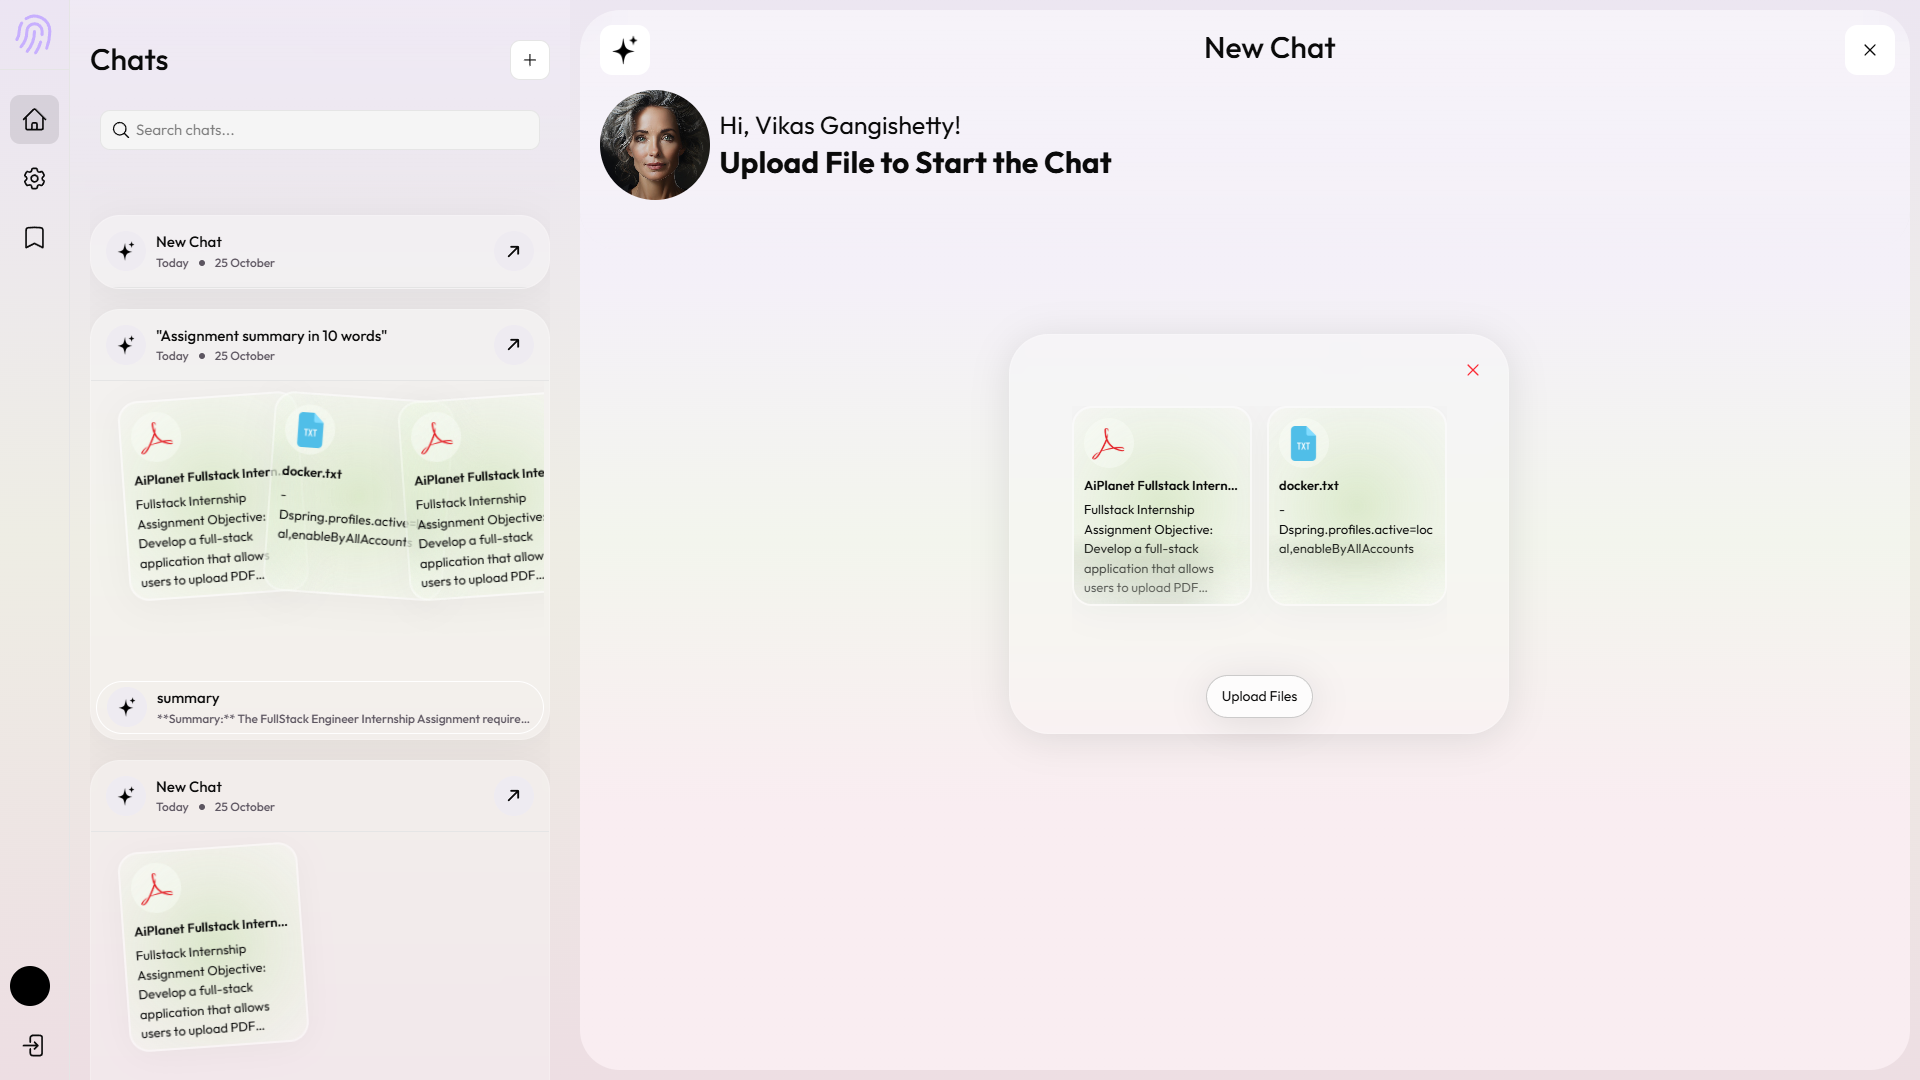 Chats
Search chats...
New Chat
Today • 25 October
"Assignment summary in 10 words"
Today • 25 October
AiPlanet Fullstack Intern...
Fullstack Internship
Assignment Objective:
Develop a full-stack
application that allows
users to upload PDF...
docker.txt
-
Dspring.profiles.active=
al,enableByAllAccounts
AiPlanet Fullstack Inte
Fullstack Internship
Assignment Objective:
Develop a full-stack
application that allow
users to upload PDF...
summary
**Summary:** The FullStack Engineer Internship Assignment require...
New Chat
Today • 25 October
AiPlanet Fullstack Intern...
Fullstack Internship
Assignment Objective:
Develop a full-stack
application that allows
users to upload PDF...
New Chat
Hi, Vikas Gangishetty!
Upload File to Start the Chat
AiPlanet Fullstack Intern...
Fullstack Internship
Assignment Objective:
Develop a full-stack
application that allows
users to upload PDF...
TXT
docker.txt
-
Dspring.profiles.active=loc
al,enableByAllAccounts
Upload Files